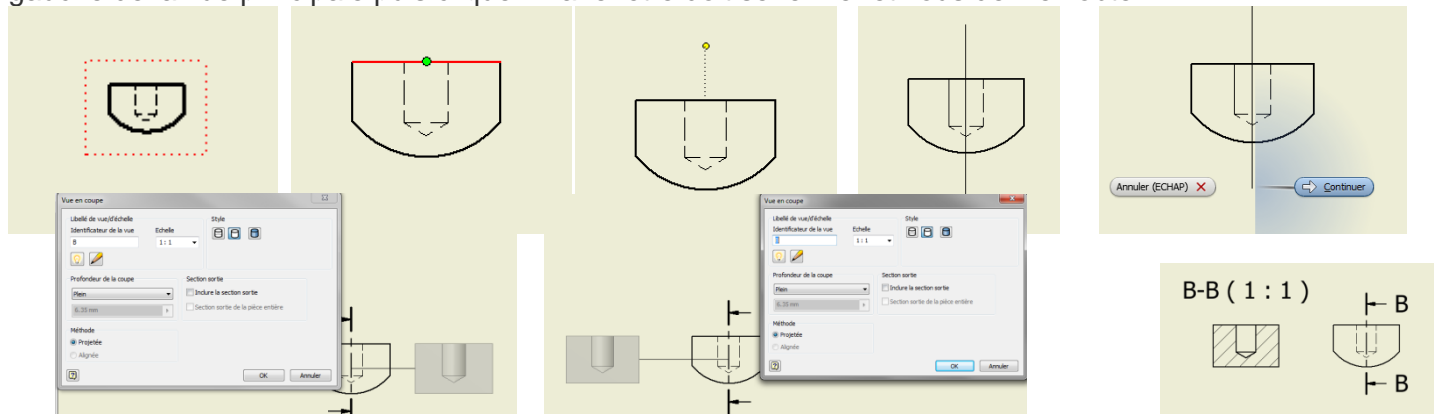 Annuler (ECHAP)
Continuer
Vue en coupe
Libellé de vue/d'échelle
Identificateur de la vue
Echelle
Style
B
1 : 1
Profondeur de la coupe
Section sortie
Plein
Inclure la section sortie
6.35 mm
Section sortie de la pièce entière
Méthode
Projetée
Alignée
OK
Annuler
Vue en coupe
Libellé de vue/d'échelle
Identificateur de la vue
Echelle
Style
1 : 1
Profondeur de la coupe
Section sortie
Plein
Inclure la section sortie
6.35 mm
Section sortie de la pièce entière
Méthode
Projetée
Alignée
OK
Annuler
B-B ( 1 : 1 )
B
B